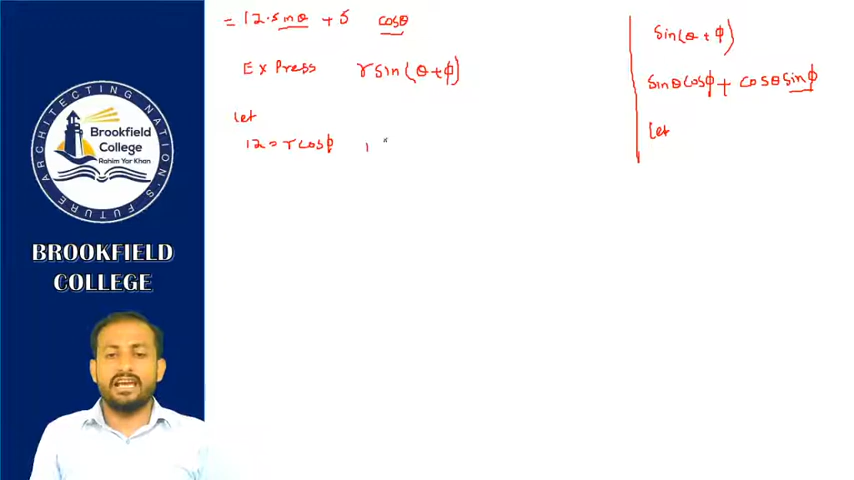 = 12·sinθ + 5 cosθ
Express r sin(θ+ϕ)
let
12 = r cosϕ ,
sin(θ+ϕ)
sinθ cosϕ + cosθ sinϕ
let
ARCHITECTING NATION'S FUTURE
Brookfield
College
Rahim Yar Khan
BROOKFIELD
COLLEGE